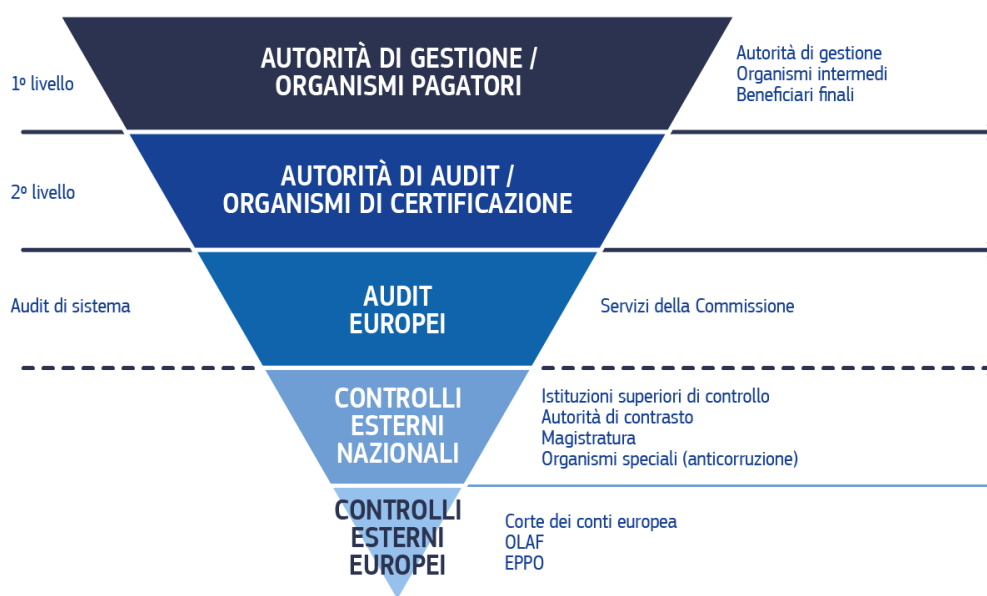 1º livello
AUTORITÀ DI GESTIONE /
ORGANISMI PAGATORI
Autorità di gestione
Organismi intermedi
Beneficiari finali
2º livello
AUTORITÀ DI AUDIT /
ORGANISMI DI CERTIFICAZIONE
Audit di sistema
AUDIT
EUROPEI
Servizi della Commissione
CONTROLLI
ESTERNI
NAZIONALI
Istituzioni superiori di controllo
Autorità di contrasto
Magistratura
Organismi speciali (anticorruzione)
CONTROLLI
ESTERNI
EUROPEI
Corte dei conti europea
OLAF
EPPO